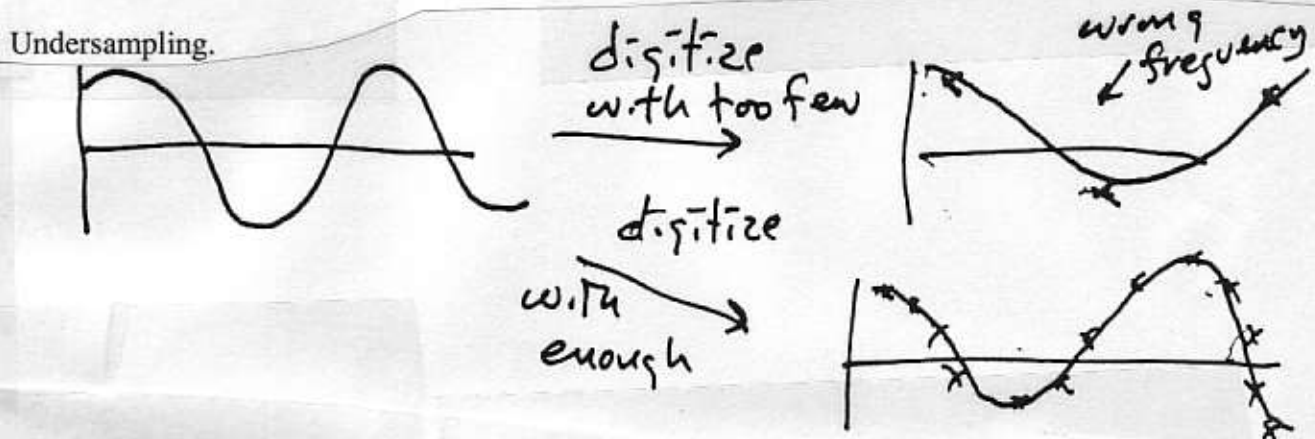 Undersampling.
digitize
with too few
wrong
frequency
digitize
with
enough